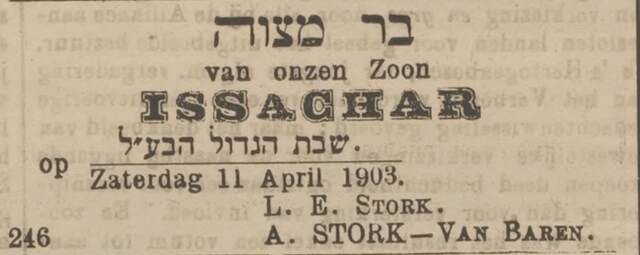 בר מצוה
van onzen Zoon
ISSACHAR
שבת הגדול הבע״ל.
op
Zaterdag 11 April 1903.
L. E. STORK.
246 A. STORK—VAN BAREN.